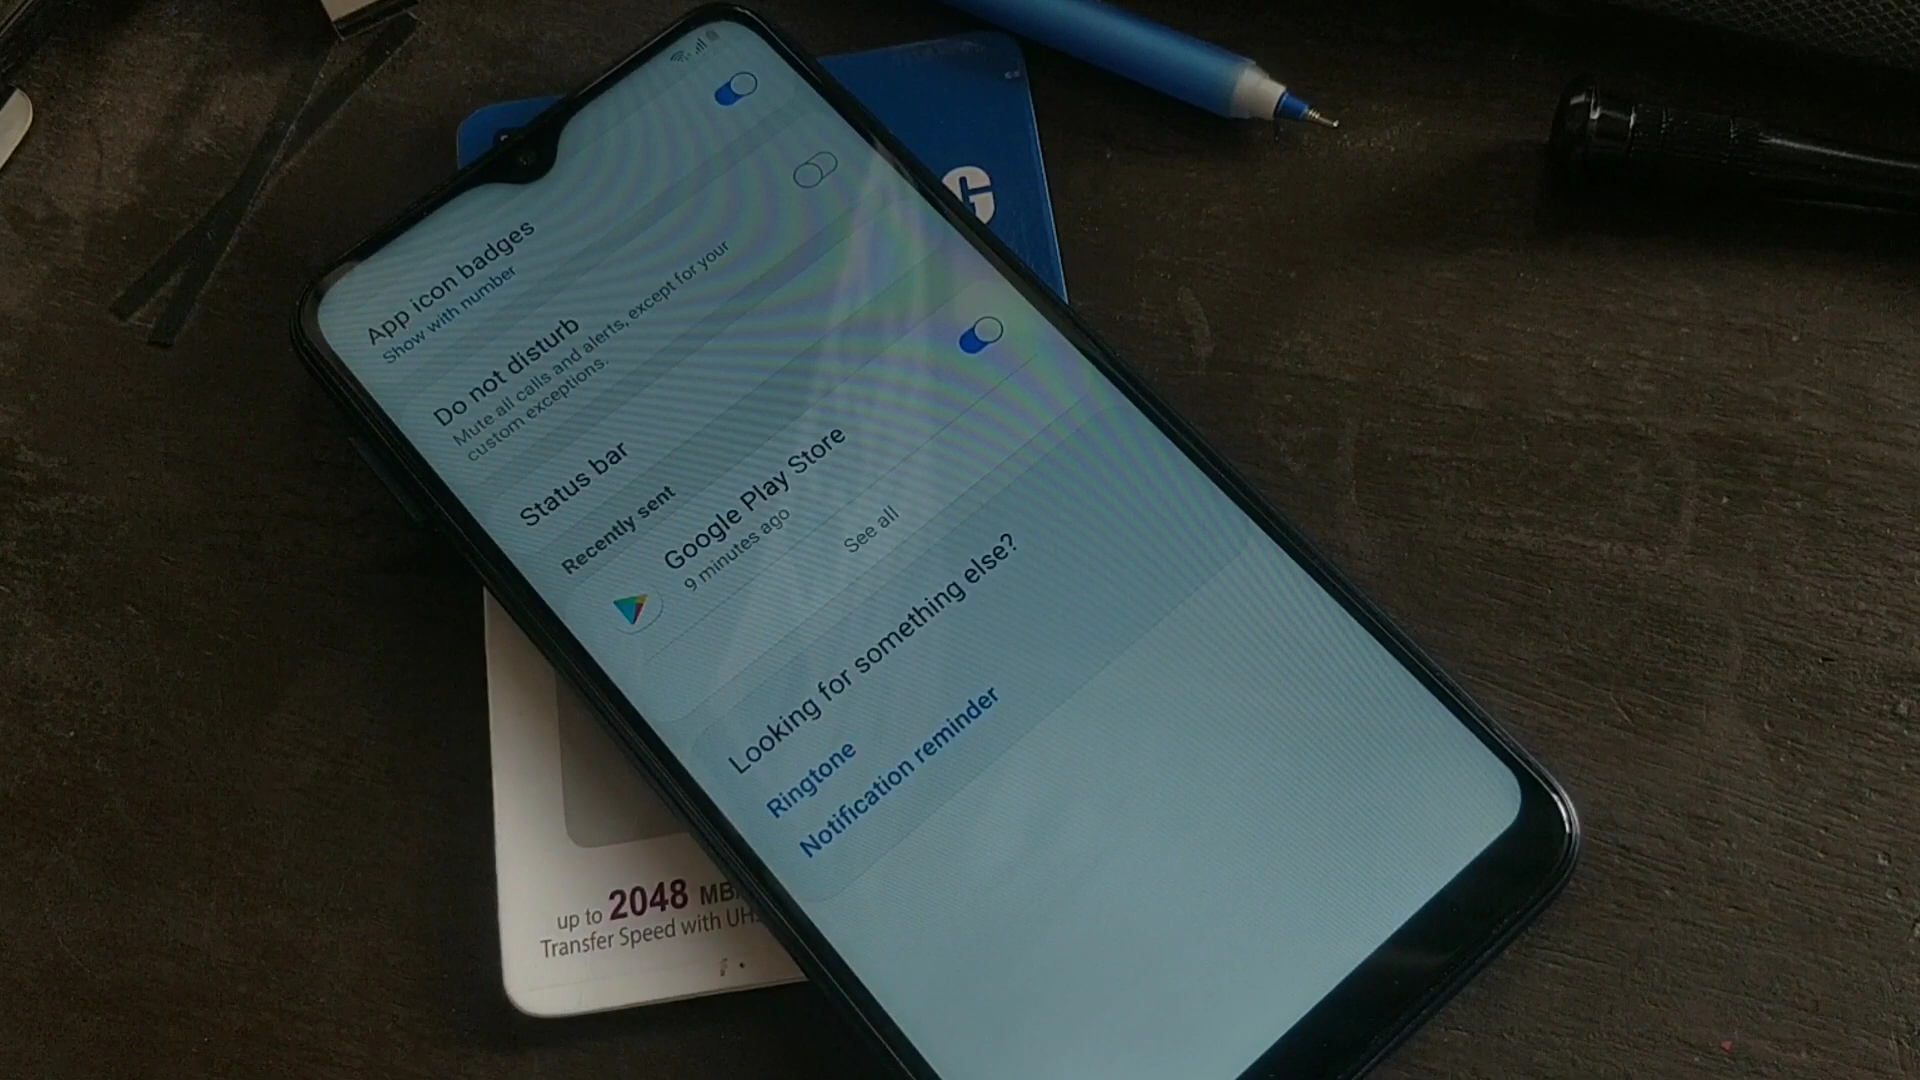 App icon badges
Show with number
Do not disturb
Mute all calls and alerts, except for your
custom exceptions.
Status bar
Recently sent
Google Play Store
9 minutes ago
See all
Looking for something else?
Ringtone
Notification reminder
G
up to 2048
Transfer Speed with